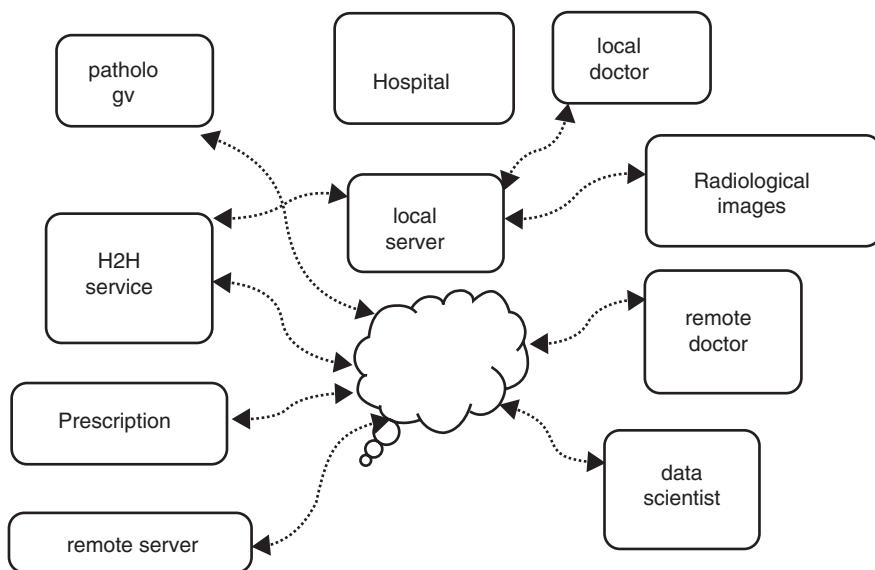 patholo
gv
Hospital
local
doctor
Radiological
images
local
server
H2H
service
remote
doctor
Prescription
data
scientist
remote server